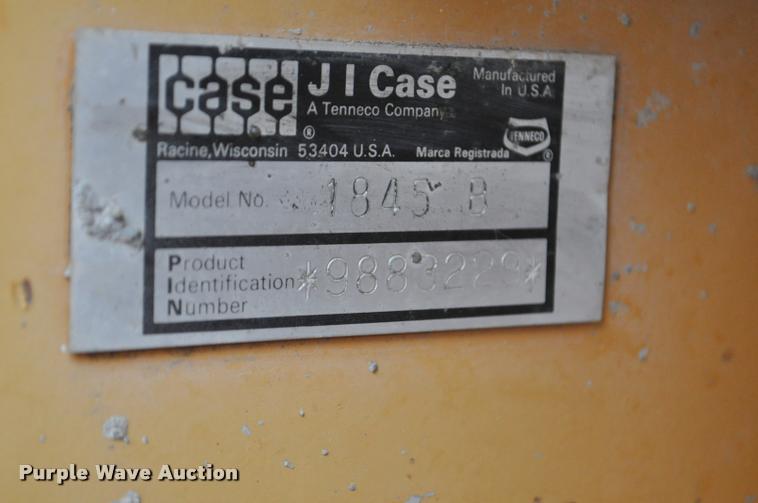 case
J I Case
Manufactured
In U.S.A.
A Tenneco Company
®
TENNECO
®
Racine, Wisconsin 53404 U.S.A. Marca Registrada
Model No. 1845 B
Product
Identification *9883229*
Number
Purple Wave Auction